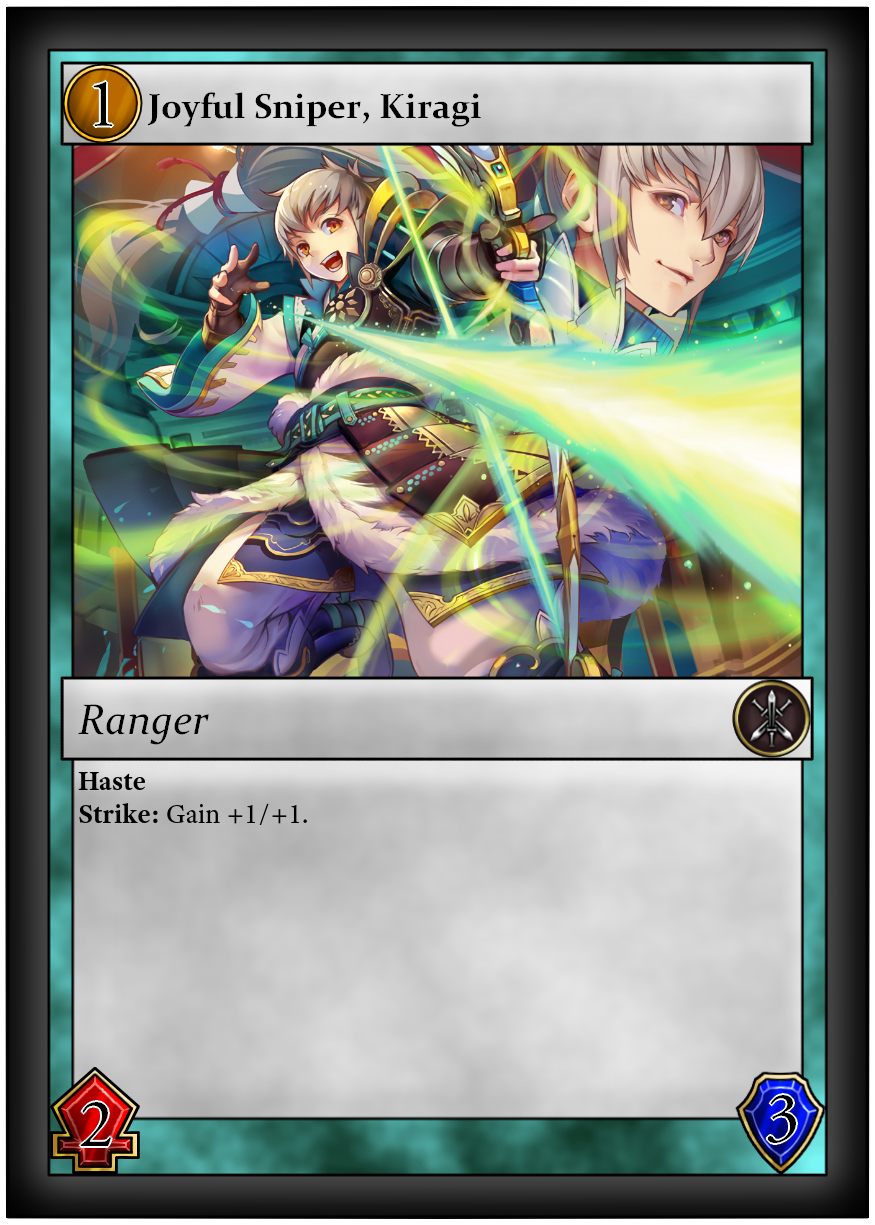 1
Joyful Sniper, Kiragi
Ranger
Haste
Strike: Gain +1/+1.
2
3